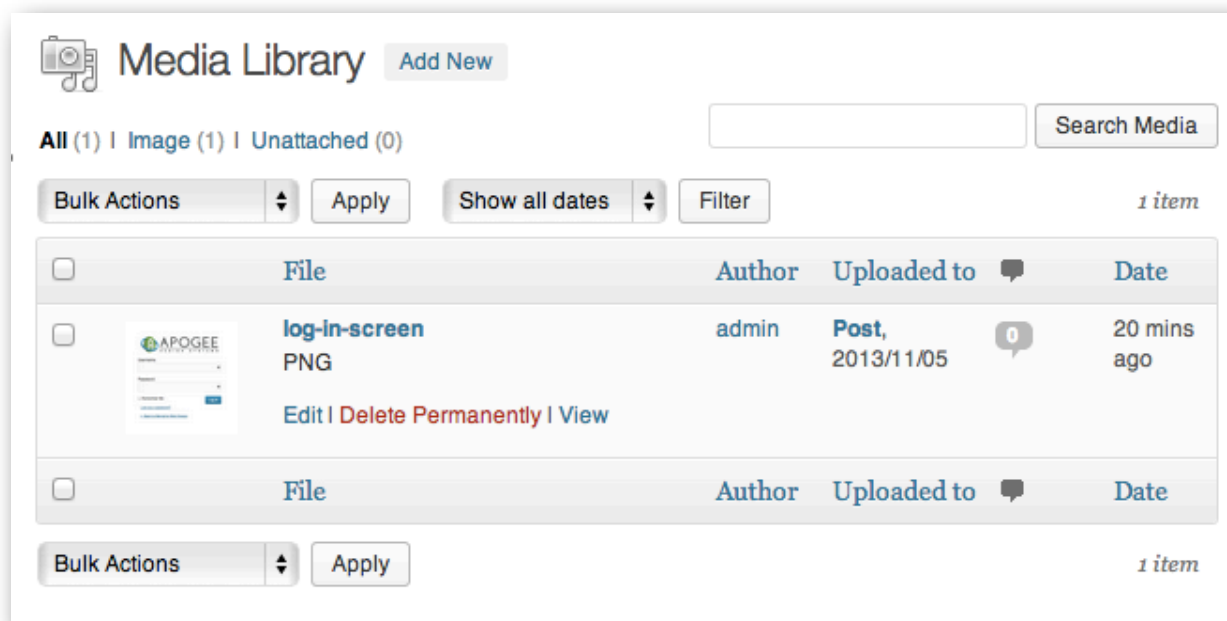 Media Library Add New
All (1) | Image (1) | Unattached (0) Search Media
Bulk Actions Apply Show all dates Filter 1 item
File Author Uploaded to Date
log-in-screen admin Post, 0 20 mins
PNG 2013/11/05 ago
Edit | Delete Permanently | View
APOGEE
File Author Uploaded to Date
Bulk Actions Apply 1 item